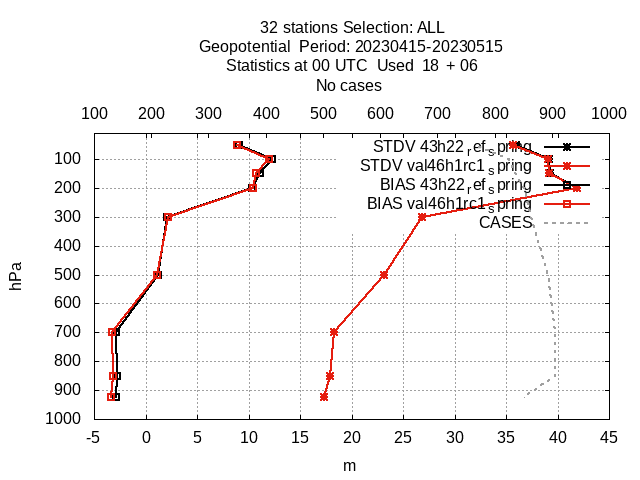 32 stations Selection: ALL
Geopotential Period: 20230415-20230515
Statistics at 00 UTC Used 18 + 06
No cases
100 200 300 400 500 600 700 800 900 1000
STDV 43h22ref_spring
STDV val46h1rc1_spring
BIAS 43h22ref_spring
BIAS val46h1rc1_spring
CASES
hPa
100
200
300
400
500
600
700
800
900
1000
-5 0 5 10 15 20 25 30 35 40 45
m